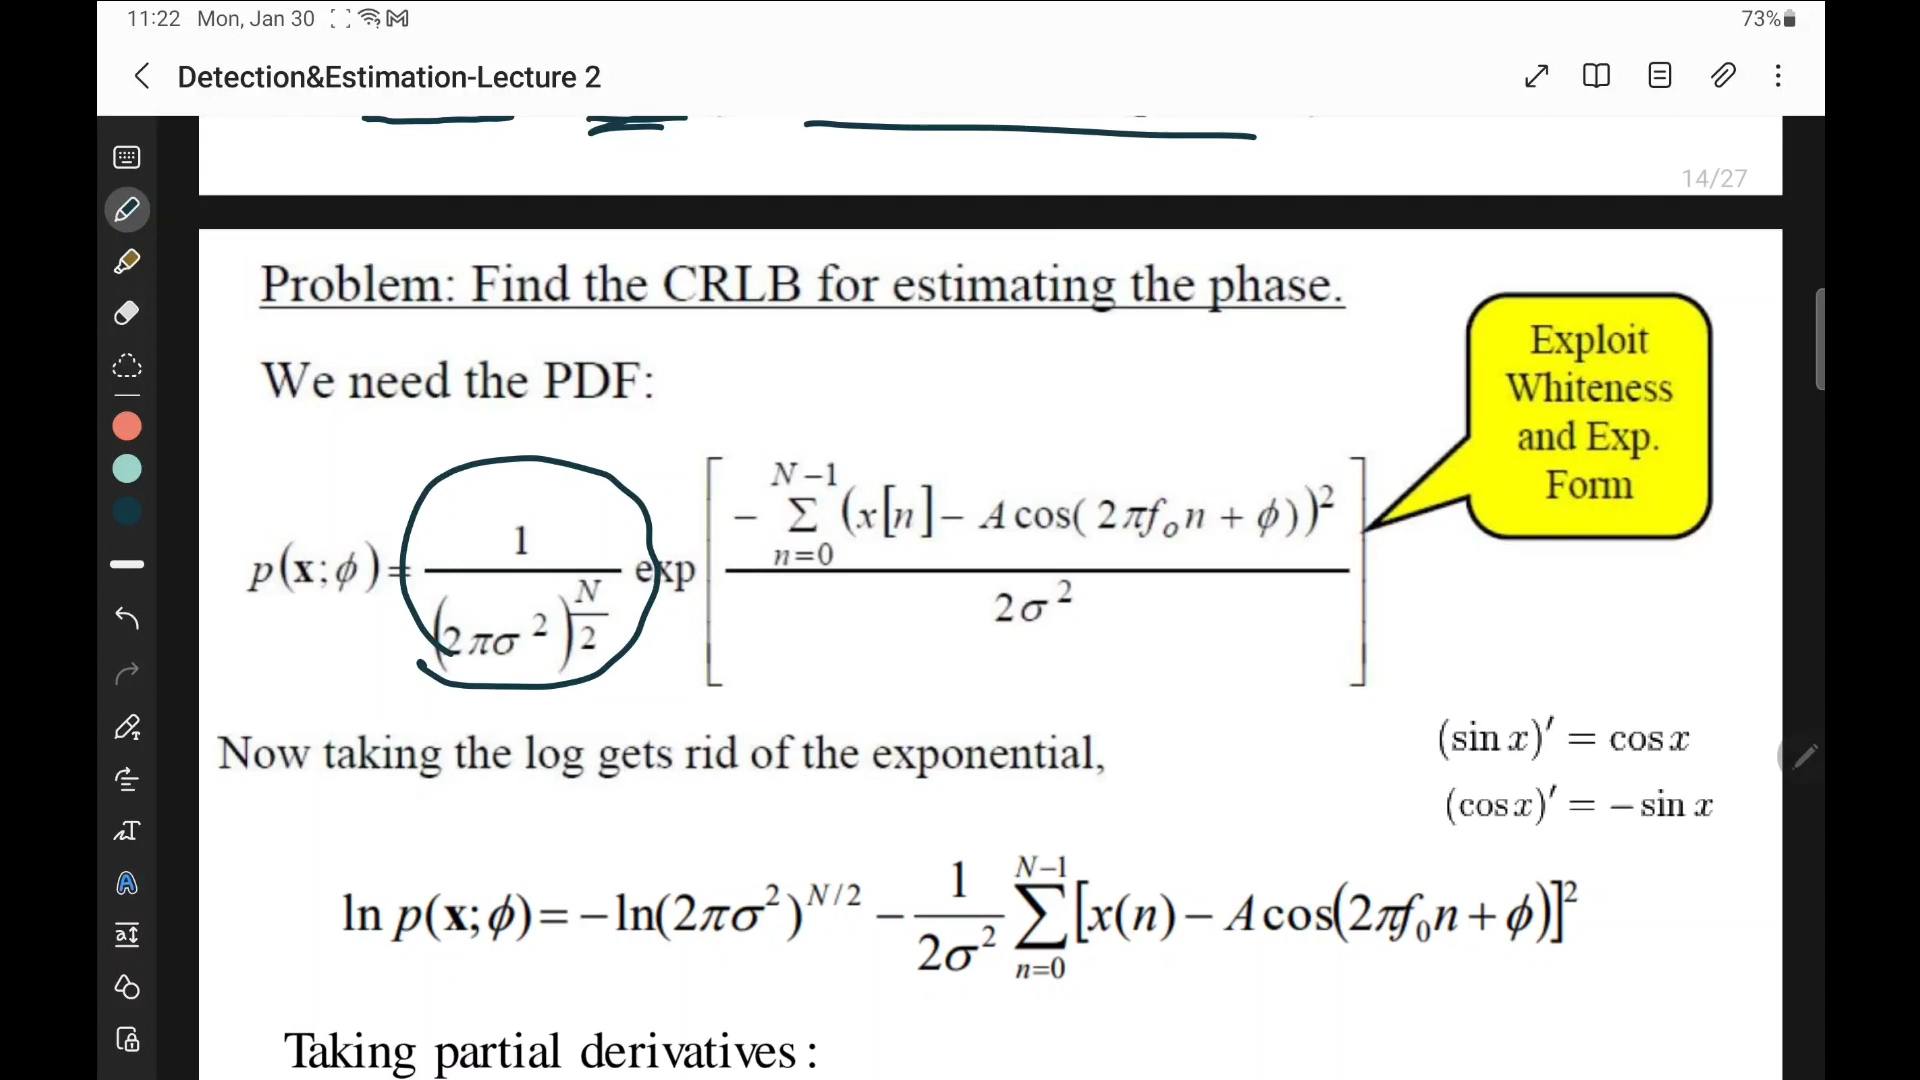 11:22 Mon, Jan 30
73%
Detection&Estimation-Lecture 2
14/27
Problem: Find the CRLB for estimating the phase.
We need the PDF:
Exploit
Whiteness
and Exp.
Form
p(x;ϕ)= 1/(2πσ²)^(N/2) exp[ −Σ_{n=0}^{N−1}(x[n]− A cos( 2πf_o n + ϕ))² / 2σ² ]
Now taking the log gets rid of the exponential,
(sin x)′ = cos x
(cos x)′ = − sin x
ln p(x;ϕ)= −ln(2πσ²)^{N/2} − 1/2σ² Σ_{n=0}^{N−1}[x(n)− A cos(2πf₀n + ϕ)]²
Taking partial derivatives :